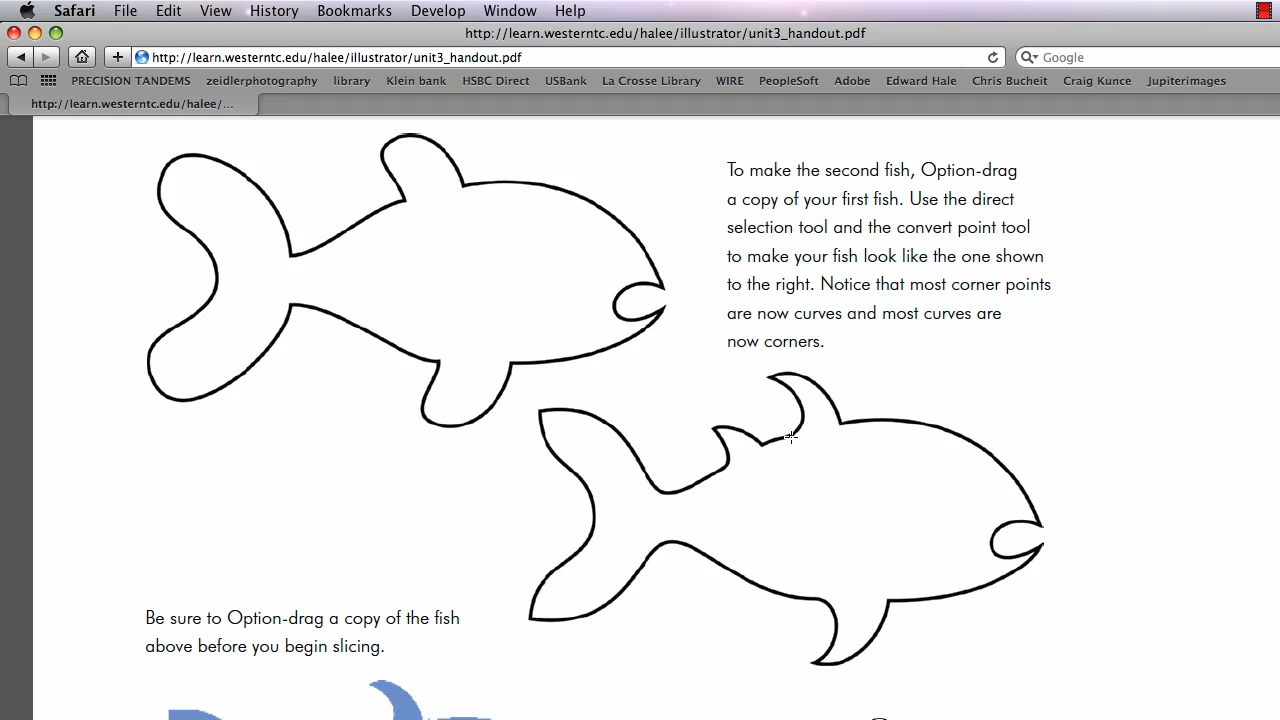 Safari File Edit View History Bookmarks Develop Window Help
http://learn.westerntc.edu/halee/illustrator/unit3_handout.pdf
http://learn.westerntc.edu/halee/illustrator/unit3_handout.pdf Google
PRECISION TANDEMS zeidlerphotography library Klein bank HSBC Direct USBank La Crosse Library WIRE PeopleSoft Adobe Edward Hale Chris Bucheit Craig Kunce Jupiterimages
http://learn.westerntc.edu/halee/...
To make the second fish, Option-drag
a copy of your first fish. Use the direct
selection tool and the convert point tool
to make your fish look like the one shown
to the right. Notice that most corner points
are now curves and most curves are
now corners.
Be sure to Option-drag a copy of the fish
above before you begin slicing.